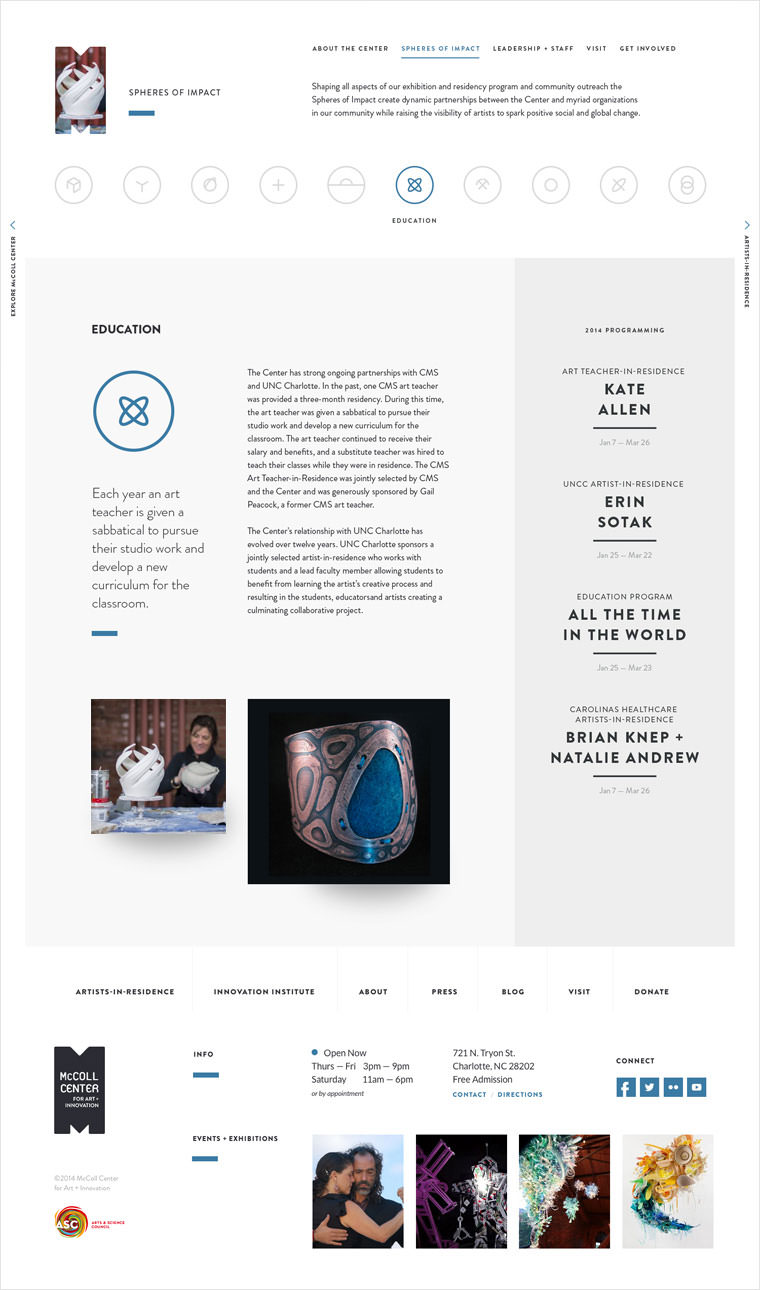 ABOUT THE CENTER SPHERES OF IMPACT LEADERSHIP + STAFF VISIT GET INVOLVED
SPHERES OF IMPACT
Shaping all aspects of our exhibition and residency program and community outreach the
Spheres of Impact create dynamic partnerships between the Center and myriad organizations
in our community while raising the visibility of artists to spark positive social and global change.
EDUCATION
EXPLORE McCOLL CENTER
ARTISTS-IN-RESIDENCE
EDUCATION
Each year an art
teacher is given a
sabbatical to pursue
their studio work and
develop a new
curriculum for the
classroom.
The Center has strong ongoing partnerships with CMS
and UNC Charlotte. In the past, one CMS art teacher
was provided a three-month residency. During this time,
the art teacher was given a sabbatical to pursue their
studio work and develop a new curriculum for the
classroom. The art teacher continued to receive their
salary and benefits, and a substitute teacher was hired to
teach their classes while they were in residence. The CMS
Art Teacher-in-Residence was jointly selected by CMS
and the Center and was generously sponsored by Gail
Peacock, a former CMS art teacher.
The Center's relationship with UNC Charlotte has
evolved over twelve years. UNC Charlotte sponsors a
jointly selected artist-in-residence who works with
students and a lead faculty member allowing students to
benefit from learning the artist's creative process and
resulting in the students, educatorsand artists creating a
culminating collaborative project.
2014 PROGRAMMING
ART TEACHER-IN-RESIDENCE
KATE
ALLEN
Jan 7 — Mar 26
UNCC ARTIST-IN-RESIDENCE
ERIN
SOTAK
Jan 25 — Mar 22
EDUCATION PROGRAM
ALL THE TIME
IN THE WORLD
Jan 25 — Mar 23
CAROLINAS HEALTHCARE
ARTISTS-IN-RESIDENCE
BRIAN KNEP +
NATALIE ANDREW
Jan 7 — Mar 26
ARTISTS-IN-RESIDENCE INNOVATION INSTITUTE ABOUT PRESS BLOG VISIT DONATE
McCOLL
CENTER
FOR ART +
INNOVATION
INFO
Open Now
Thurs — Fri 3pm — 9pm
Saturday 11am — 6pm
or by appointment
721 N. Tryon St.
Charlotte, NC 28202
Free Admission
CONTACT / DIRECTIONS
CONNECT
EVENTS + EXHIBITIONS
©2014 McColl Center
for Art + Innovation
ASC
ARTS & SCIENCE
COUNCIL